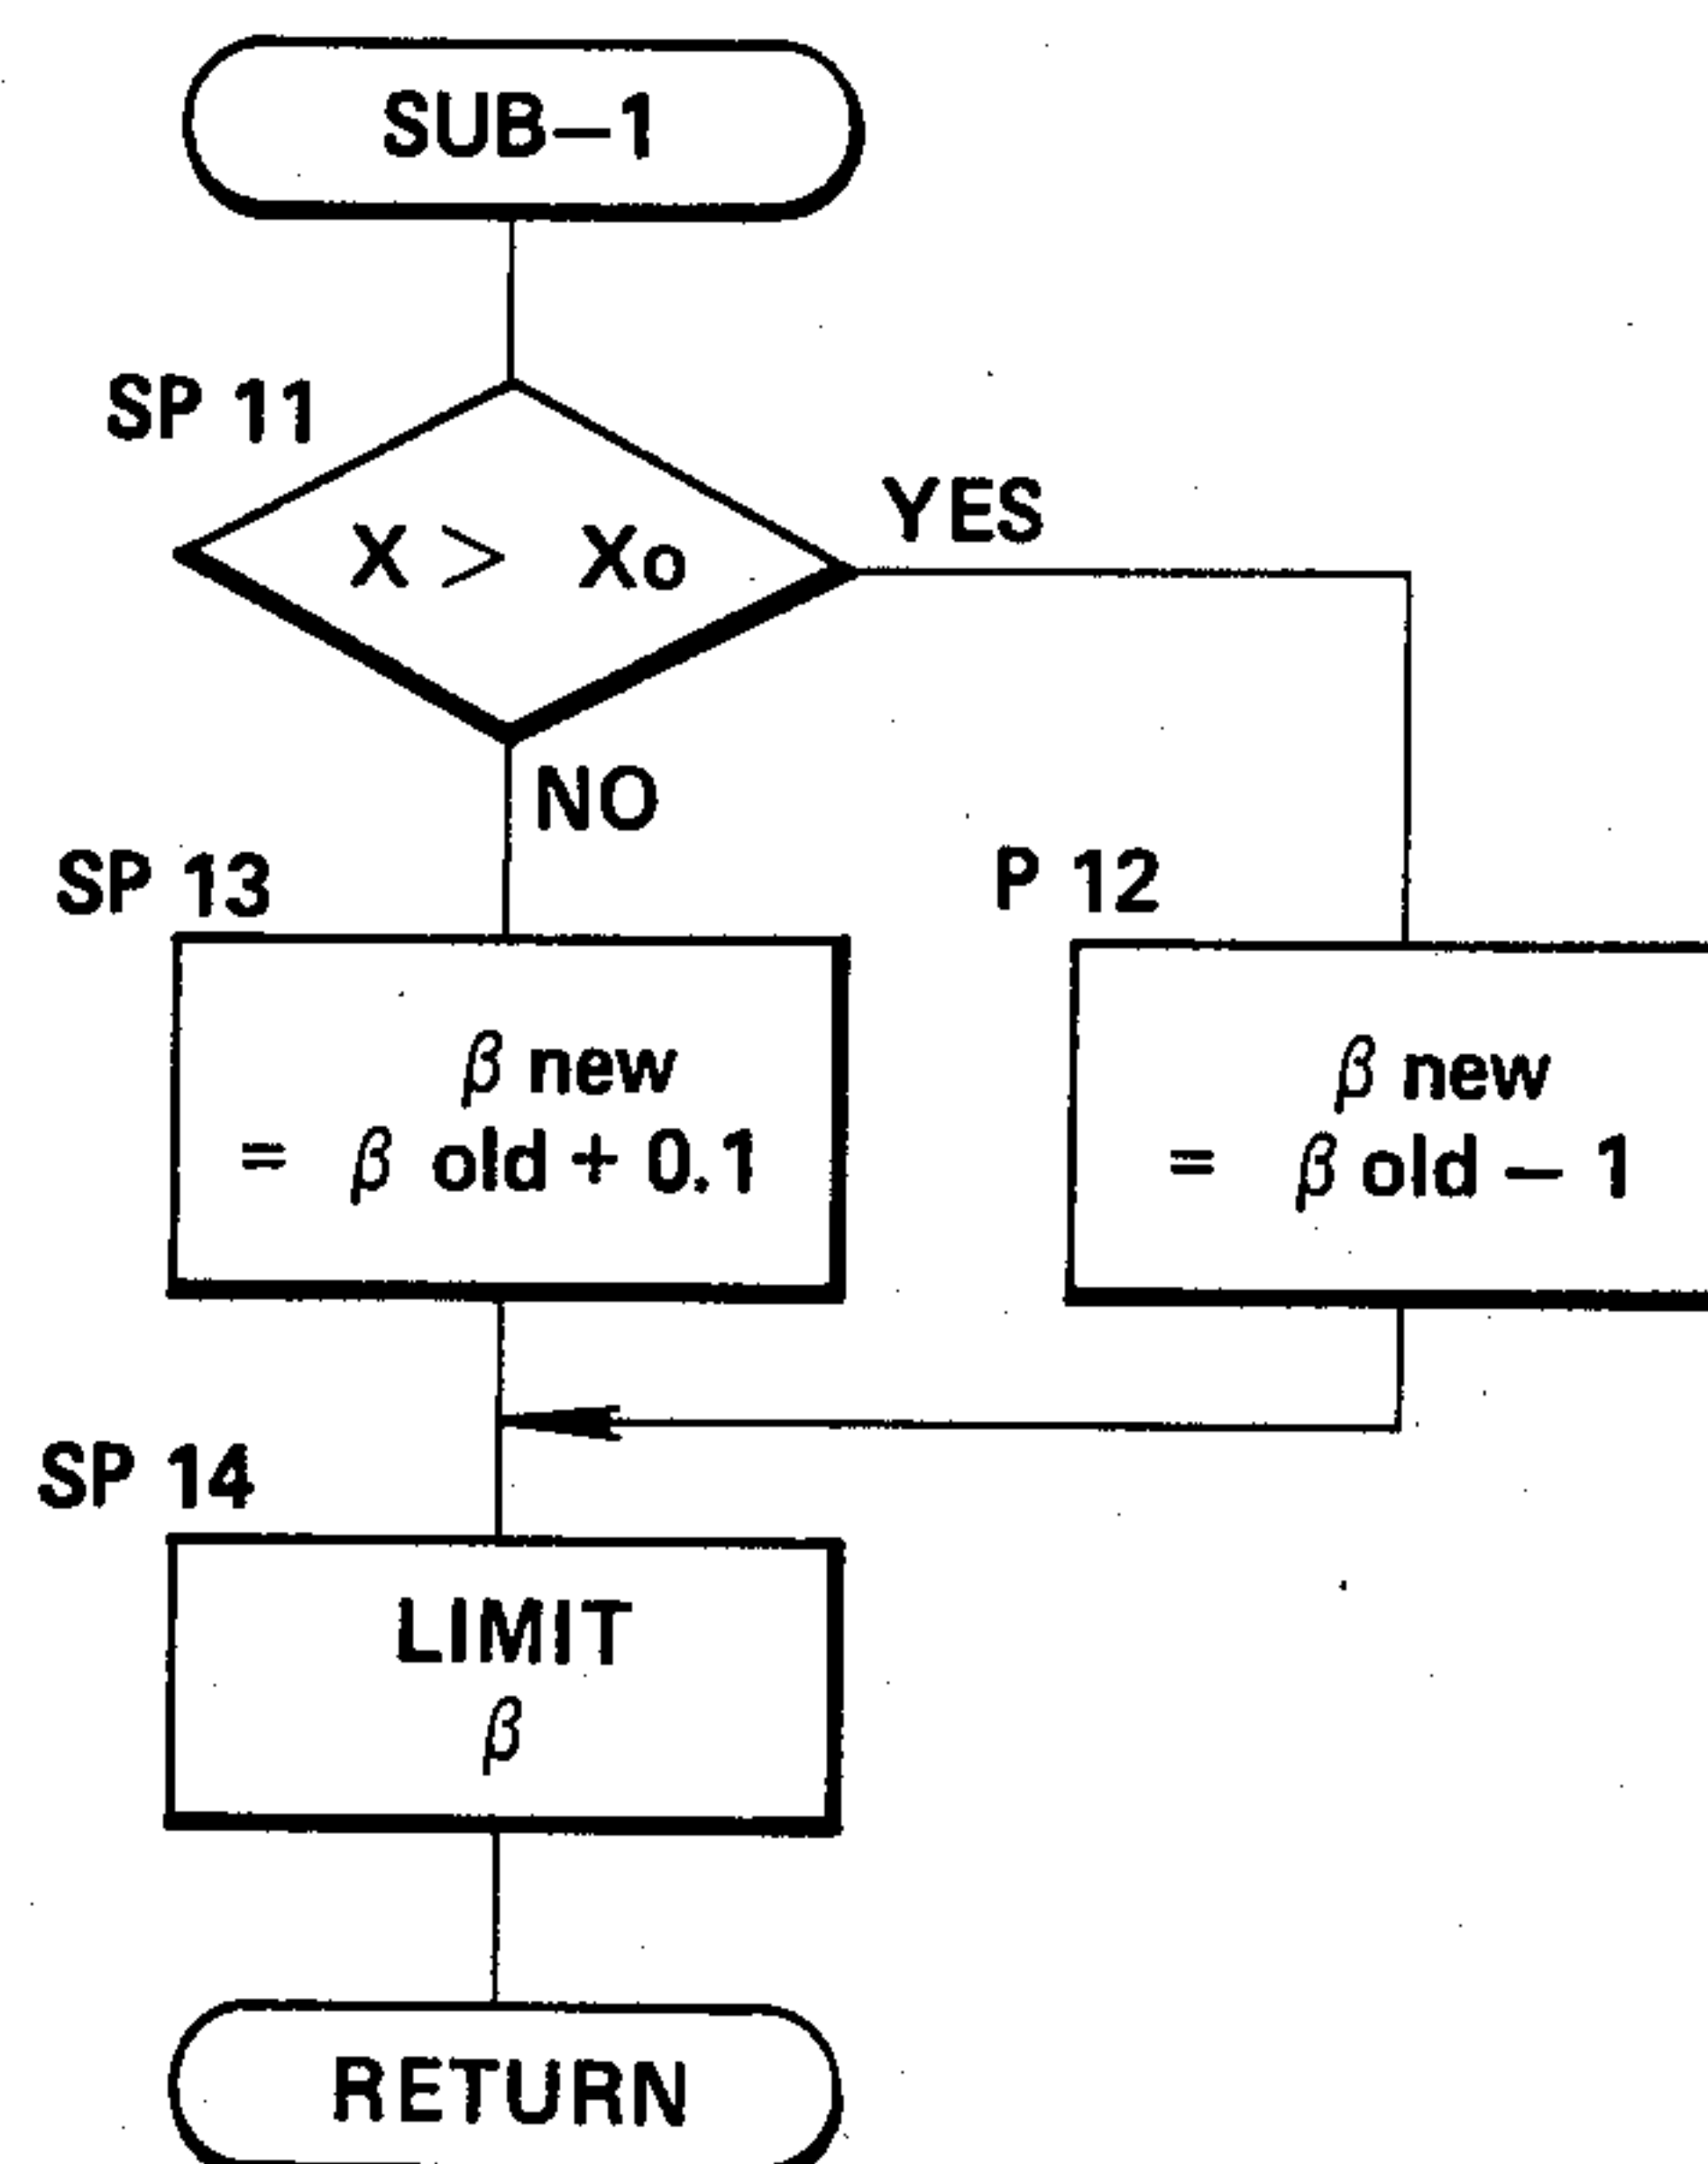 SUB–1
SP 11
X > Xo
YES
NO
SP 13
P 12
β new
= β old + 0.1
β new
= β old – 1
SP 14
LIMIT
β
RETURN